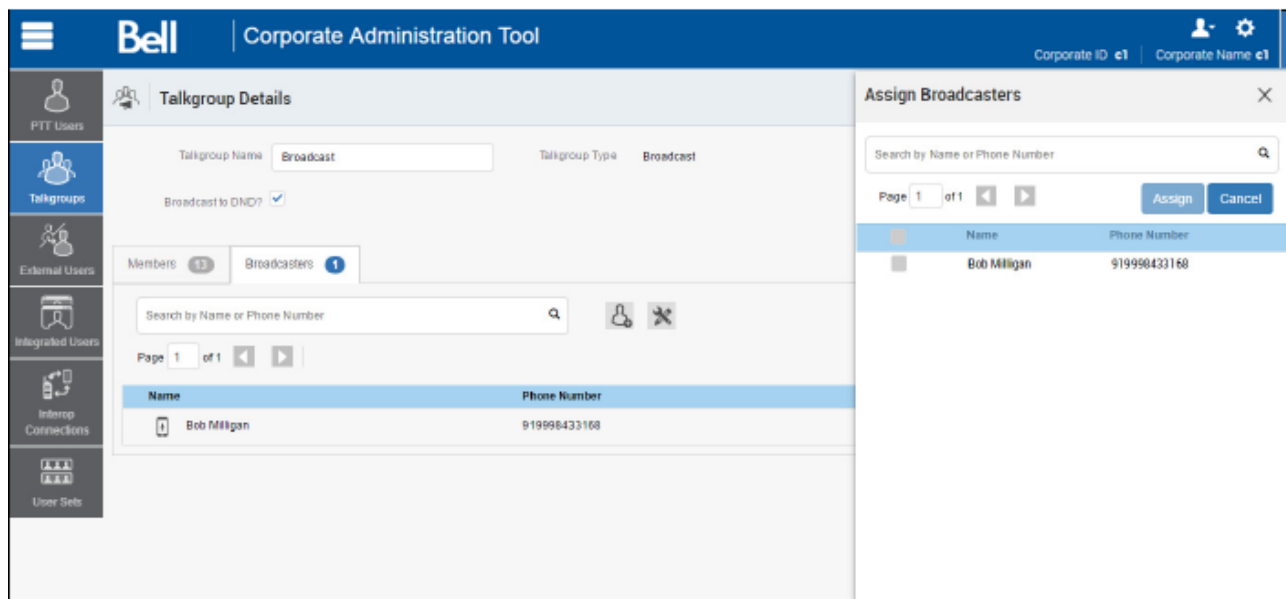 Bell
Corporate Administration Tool
Corporate ID c1
Corporate Name c1
PTT Users
Talkgroups
External Users
Integrated Users
Interop
Connections
User Sets
Talkgroup Details
Talkgroup Name Broadcast
Talkgroup Type Broadcast
Broadcast to DND?
Members 13
Broadcasters 1
Search by Name or Phone Number
Page 1 of 1
Name Phone Number
Bob Milligan 919998433168
Assign Broadcasters
Search by Name or Phone Number
Page 1 of 1
Assign
Cancel
Name Phone Number
Bob Milligan 919998433168